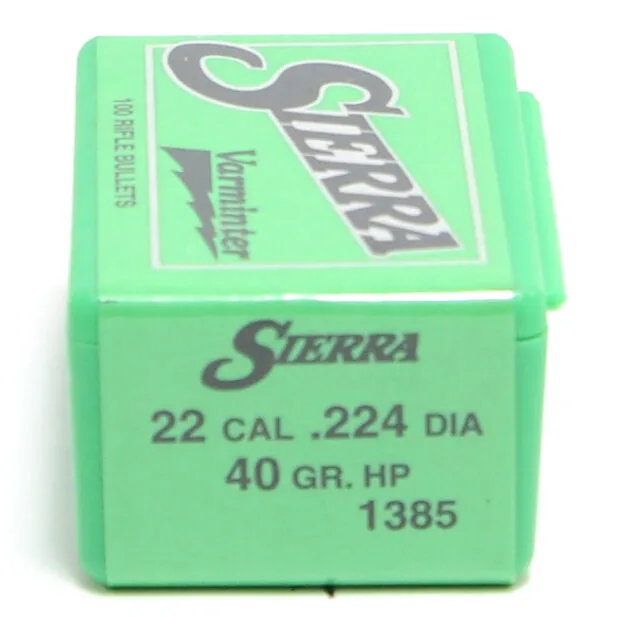 SIERRA
Varminter
100 RIFLE BULLETS
SIERRA
22 CAL .224 DIA
40 GR. HP
1385